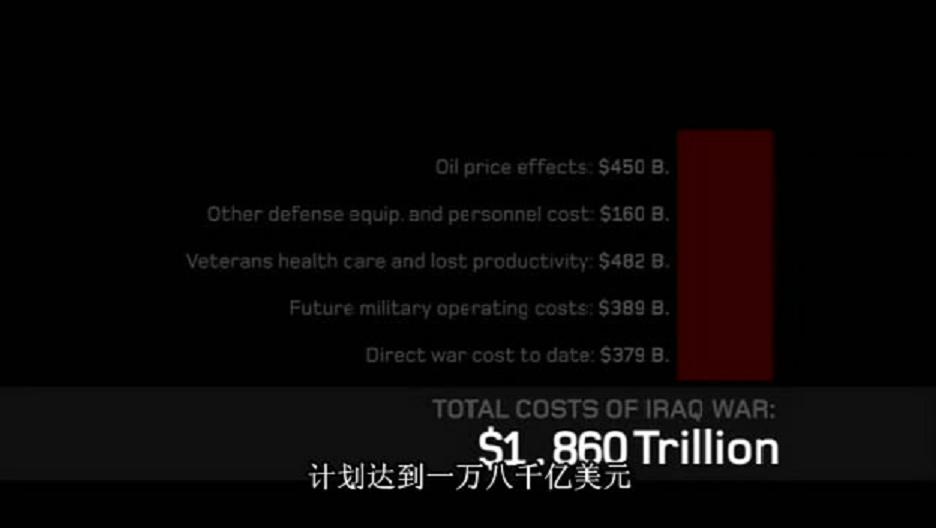 Oil price effects: $450 B.
Other defense equip. and personnel cost: $160 B.
Veterans health care and lost productivity: $482 B.
Future military operating costs: $389 B.
Direct war cost to date: $379 B.
TOTAL COSTS OF IRAQ WAR:
$1.860 Trillion
计划达到一万八千亿美元